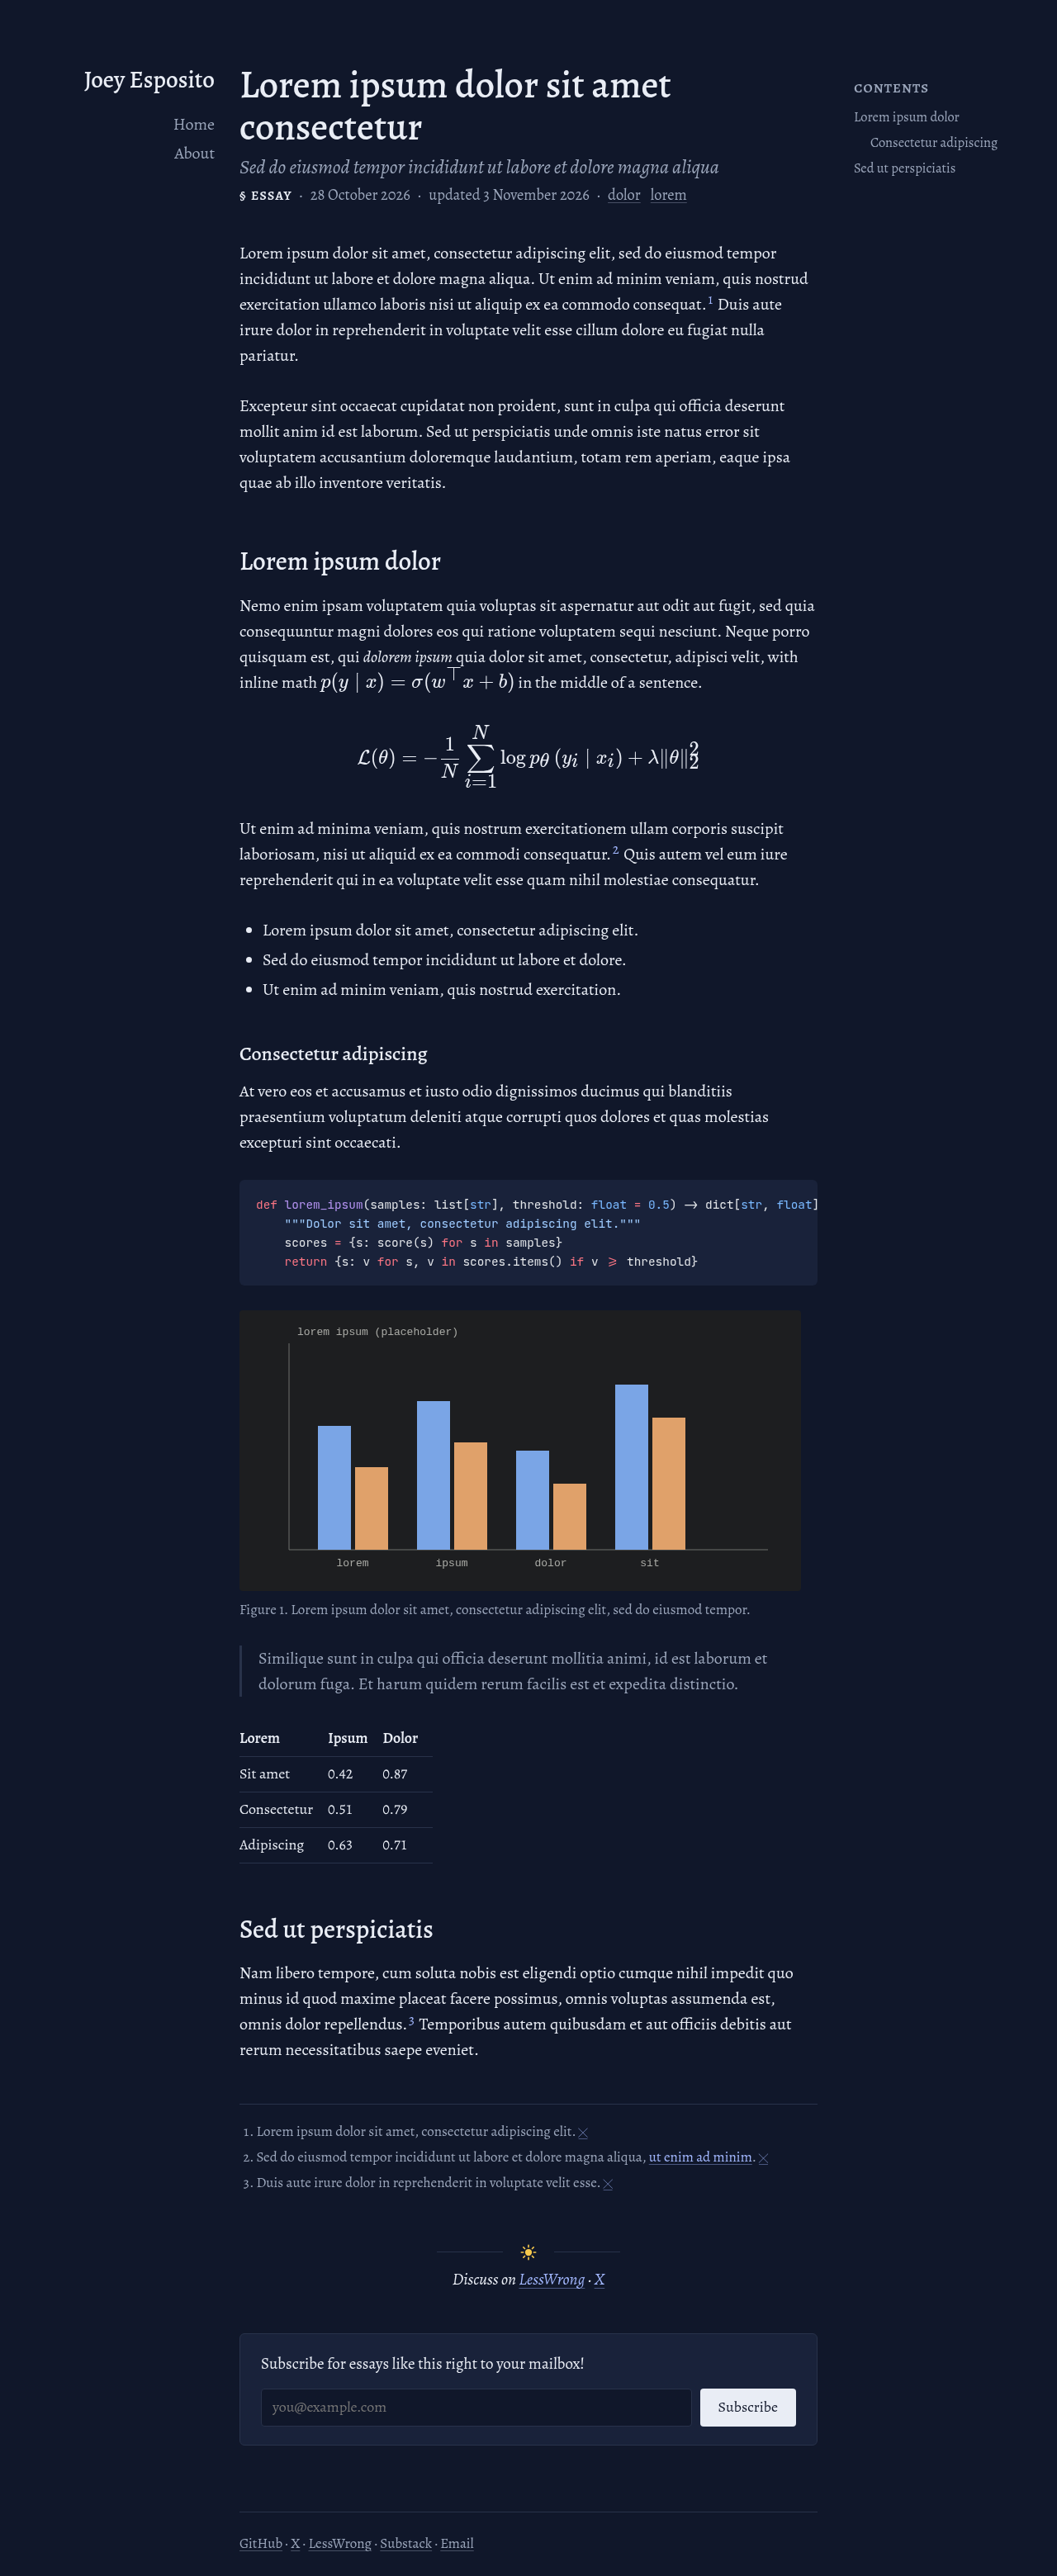 Joey Esposito
Home
About
Lorem ipsum dolor sit amet
consectetur
Sed do eiusmod tempor incididunt ut labore et dolore magna aliqua
§ ESSAY · 28 October 2026 · updated 3 November 2026 · dolor lorem
CONTENTS
Lorem ipsum dolor
Consectetur adipiscing
Sed ut perspiciatis
Lorem ipsum dolor sit amet, consectetur adipiscing elit, sed do eiusmod tempor
incididunt ut labore et dolore magna aliqua. Ut enim ad minim veniam, quis nostrud
exercitation ullamco laboris nisi ut aliquip ex ea commodo consequat.1 Duis aute
irure dolor in reprehenderit in voluptate velit esse cillum dolore eu fugiat nulla
pariatur.
Excepteur sint occaecat cupidatat non proident, sunt in culpa qui officia deserunt
mollit anim id est laborum. Sed ut perspiciatis unde omnis iste natus error sit
voluptatem accusantium doloremque laudantium, totam rem aperiam, eaque ipsa
quae ab illo inventore veritatis.
Lorem ipsum dolor
Nemo enim ipsam voluptatem quia voluptas sit aspernatur aut odit aut fugit, sed quia
consequuntur magni dolores eos qui ratione voluptatem sequi nesciunt. Neque porro
quisquam est, qui dolorem ipsum quia dolor sit amet, consectetur, adipisci velit, with
inline math p(y | x) = σ(w⊤x + b) in the middle of a sentence.
ℒ(θ) = −1/N ∑_{i=1}^{N} log pθ (yi | xi) + λ‖θ‖₂²
Ut enim ad minima veniam, quis nostrum exercitationem ullam corporis suscipit
laboriosam, nisi ut aliquid ex ea commodi consequatur.2 Quis autem vel eum iure
reprehenderit qui in ea voluptate velit esse quam nihil molestiae consequatur.
• Lorem ipsum dolor sit amet, consectetur adipiscing elit.
• Sed do eiusmod tempor incididunt ut labore et dolore.
• Ut enim ad minim veniam, quis nostrud exercitation.
Consectetur adipiscing
At vero eos et accusamus et iusto odio dignissimos ducimus qui blanditiis
praesentium voluptatum deleniti atque corrupti quos dolores et quas molestias
excepturi sint occaecati.
def lorem_ipsum(samples: list[str], threshold: float = 0.5) -> dict[str, float]
    """Dolor sit amet, consectetur adipiscing elit."""
    scores = {s: score(s) for s in samples}
    return {s: v for s, v in scores.items() if v >= threshold}
lorem ipsum (placeholder)
lorem ipsum dolor sit
Figure 1. Lorem ipsum dolor sit amet, consectetur adipiscing elit, sed do eiusmod tempor.
Similique sunt in culpa qui officia deserunt mollitia animi, id est laborum et
dolorum fuga. Et harum quidem rerum facilis est et expedita distinctio.
Lorem Ipsum Dolor
Sit amet 0.42 0.87
Consectetur 0.51 0.79
Adipiscing 0.63 0.71
Sed ut perspiciatis
Nam libero tempore, cum soluta nobis est eligendi optio cumque nihil impedit quo
minus id quod maxime placeat facere possimus, omnis voluptas assumenda est,
omnis dolor repellendus.3 Temporibus autem quibusdam et aut officiis debitis aut
rerum necessitatibus saepe eveniet.
1. Lorem ipsum dolor sit amet, consectetur adipiscing elit.
2. Sed do eiusmod tempor incididunt ut labore et dolore magna aliqua, ut enim ad minim.
3. Duis aute irure dolor in reprehenderit in voluptate velit esse.
Discuss on LessWrong · X
Subscribe for essays like this right to your mailbox!
you@example.com
Subscribe
GitHub · X · LessWrong · Substack · Email